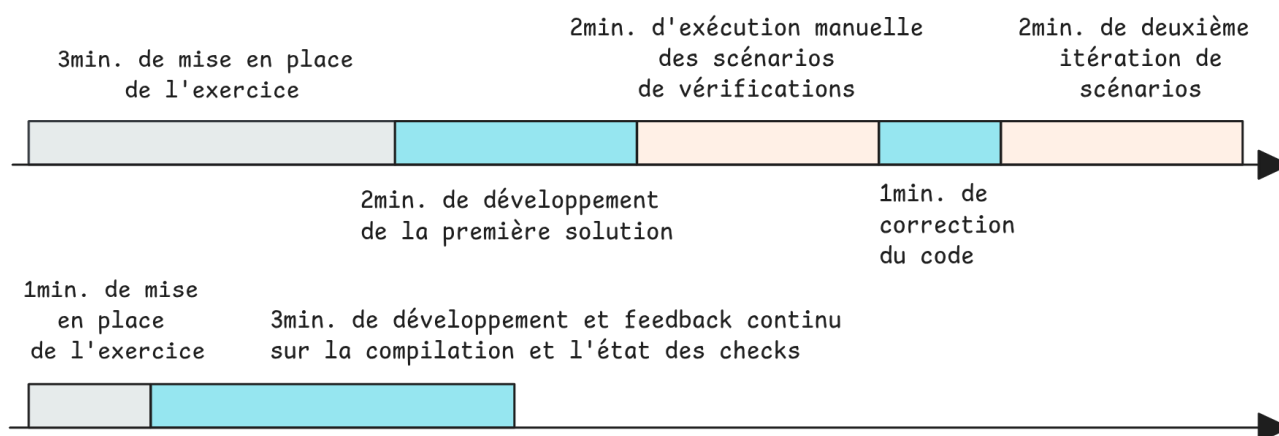 3min. de mise en place
de l'exercice
2min. d'exécution manuelle
des scénarios
de vérifications
2min. de deuxième
itération de
scénarios
2min. de développement
de la première solution
1min. de
correction
du code
1min. de mise
en place
de l'exercice
3min. de développement et feedback continu
sur la compilation et l'état des checks